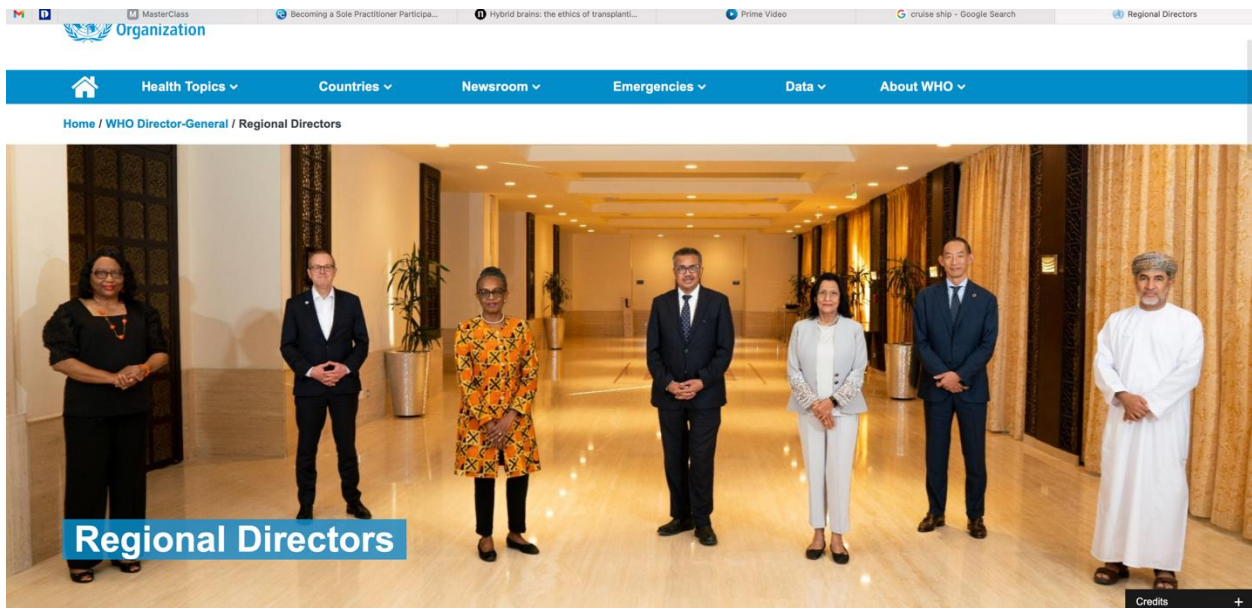 MasterClass
Becoming a Sole Practitioner Participa...
Hybrid brains: the ethics of transplanti...
Prime Video
cruise ship - Google Search
Regional Directors
Organization
Health Topics
Countries
Newsroom
Emergencies
Data
About WHO
Home / WHO Director-General / Regional Directors
Regional Directors
Credits +